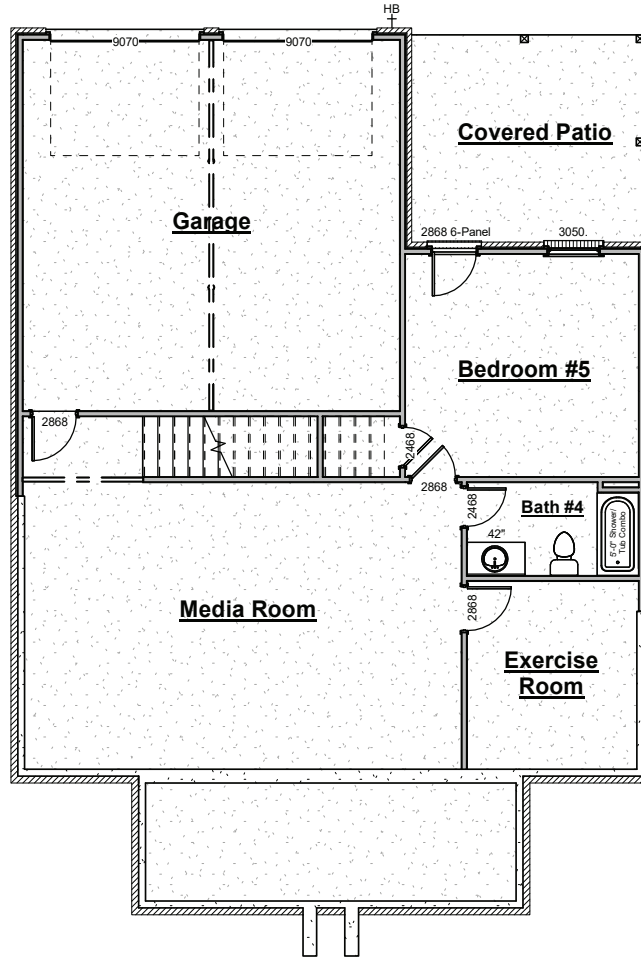 HB
9070
9070
Covered Patio
Garage
2868 6-Panel
3050
Bedroom #5
2868
2468
2868
2468
Bath #4
42"
5'-0" Shower/
Tub Combo
Media Room
2868
Exercise
Room